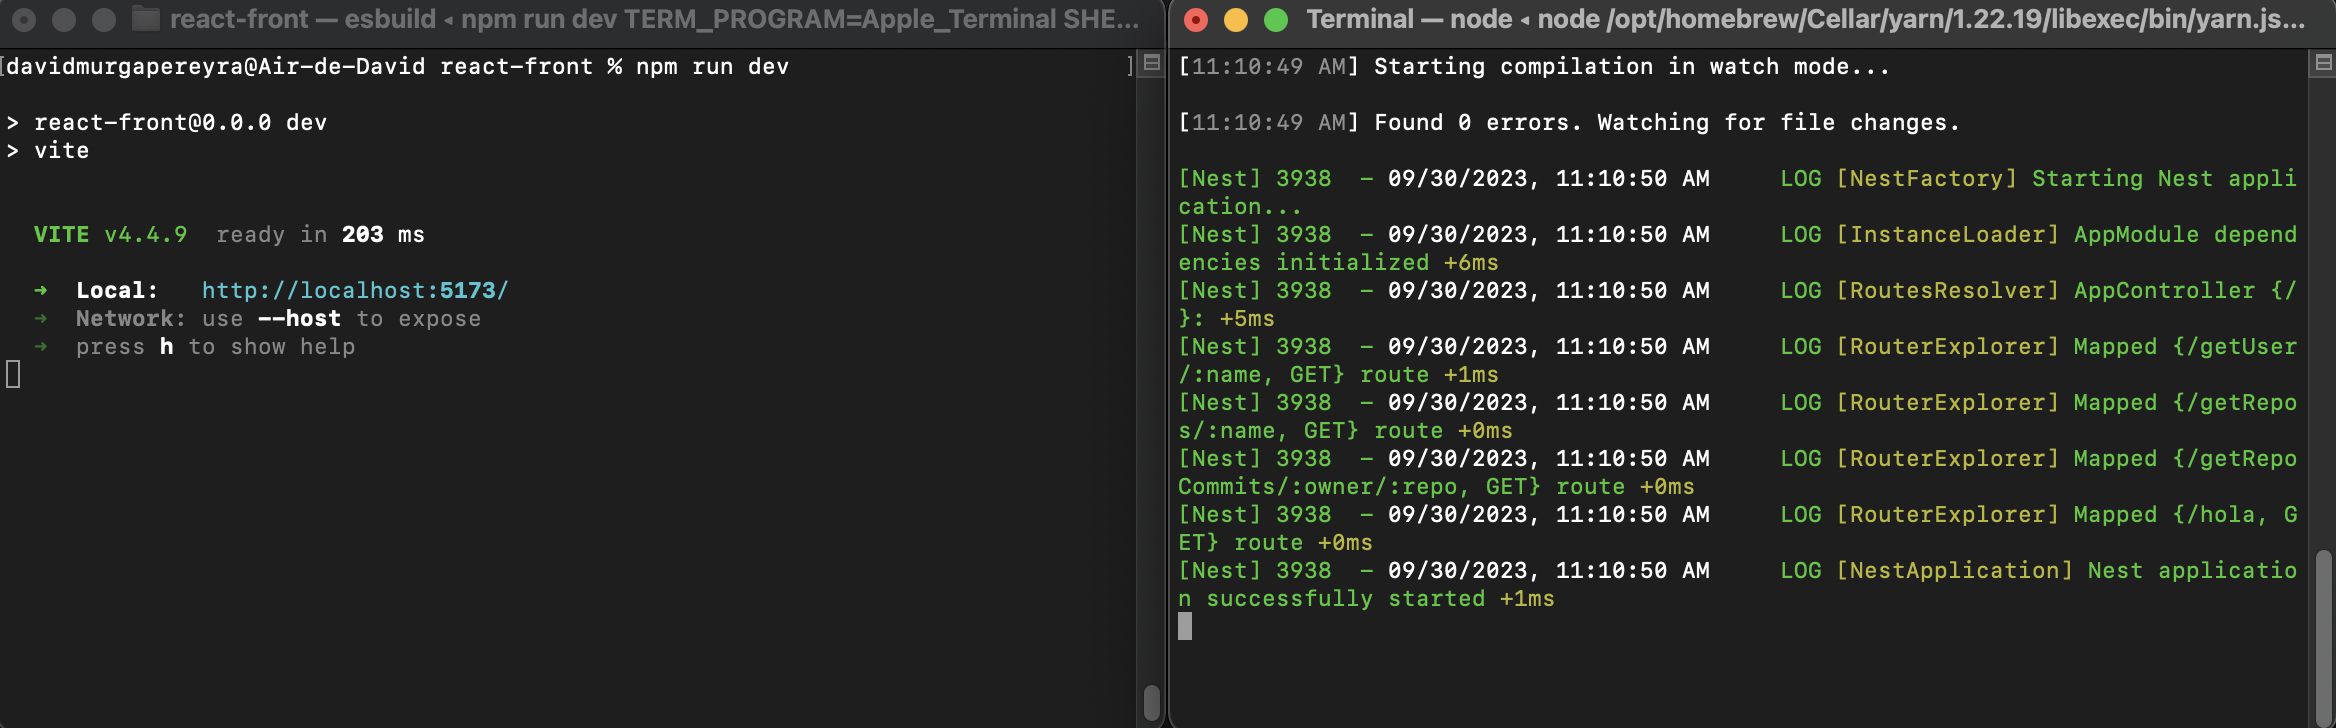 react-front — esbuild ◂ npm run dev TERM_PROGRAM=Apple_Terminal SHE...
[davidmurgapereyra@Air-de-David react-front % npm run dev ]
> react-front@0.0.0 dev
> vite
VITE v4.4.9 ready in 203 ms
➜ Local: http://localhost:5173/
➜ Network: use --host to expose
➜ press h to show help
Terminal — node ◂ node /opt/homebrew/Cellar/yarn/1.22.19/libexec/bin/yarn.js...
[11:10:49 AM] Starting compilation in watch mode...
[11:10:49 AM] Found 0 errors. Watching for file changes.
[Nest] 3938 - 09/30/2023, 11:10:50 AM LOG [NestFactory] Starting Nest appli
cation...
[Nest] 3938 - 09/30/2023, 11:10:50 AM LOG [InstanceLoader] AppModule depend
encies initialized +6ms
[Nest] 3938 - 09/30/2023, 11:10:50 AM LOG [RoutesResolver] AppController {/
}: +5ms
[Nest] 3938 - 09/30/2023, 11:10:50 AM LOG [RouterExplorer] Mapped {/getUser
/:name, GET} route +1ms
[Nest] 3938 - 09/30/2023, 11:10:50 AM LOG [RouterExplorer] Mapped {/getRepo
s/:name, GET} route +0ms
[Nest] 3938 - 09/30/2023, 11:10:50 AM LOG [RouterExplorer] Mapped {/getRepo
Commits/:owner/:repo, GET} route +0ms
[Nest] 3938 - 09/30/2023, 11:10:50 AM LOG [RouterExplorer] Mapped {/hola, G
ET} route +0ms
[Nest] 3938 - 09/30/2023, 11:10:50 AM LOG [NestApplication] Nest applicatio
n successfully started +1ms